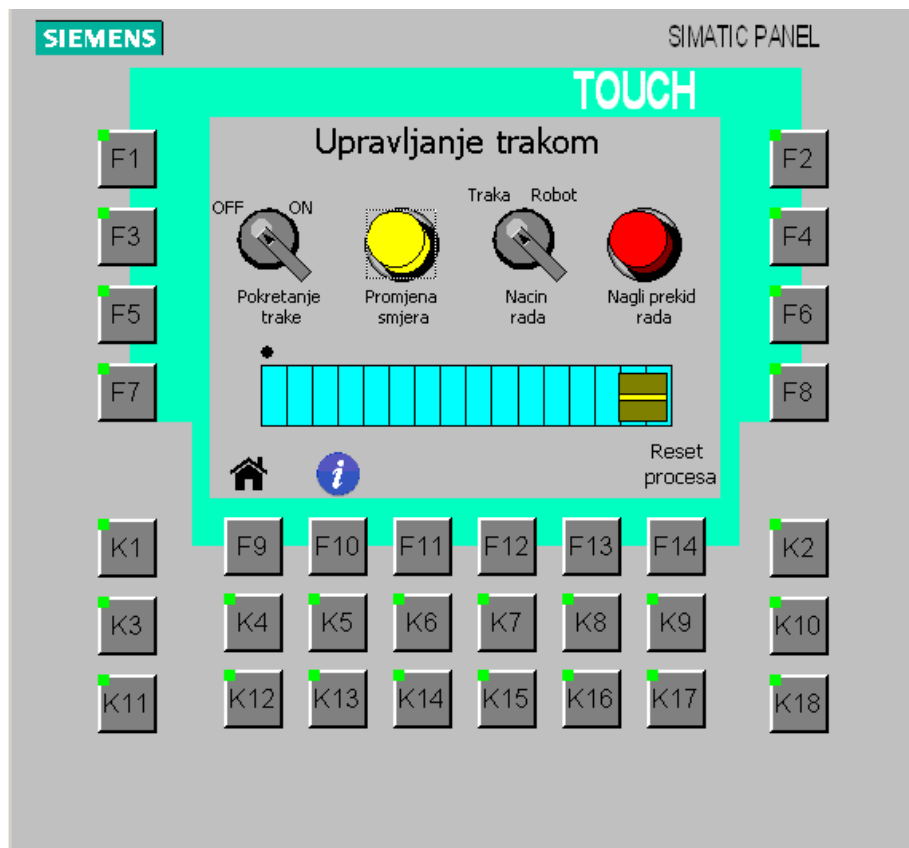 SIEMENS
SIMATIC PANEL
TOUCH
Upravljanje trakom
F1
F2
OFF
ON
Traka
Robot
F3
F4
Pokretanje
trake
Promjena
smjera
Nacin
rada
Nagli prekid
rada
F5
F6
F7
F8
i
Reset
procesa
K1
F9
F10
F11
F12
F13
F14
K2
K3
K4
K5
K6
K7
K8
K9
K10
K11
K12
K13
K14
K15
K16
K17
K18